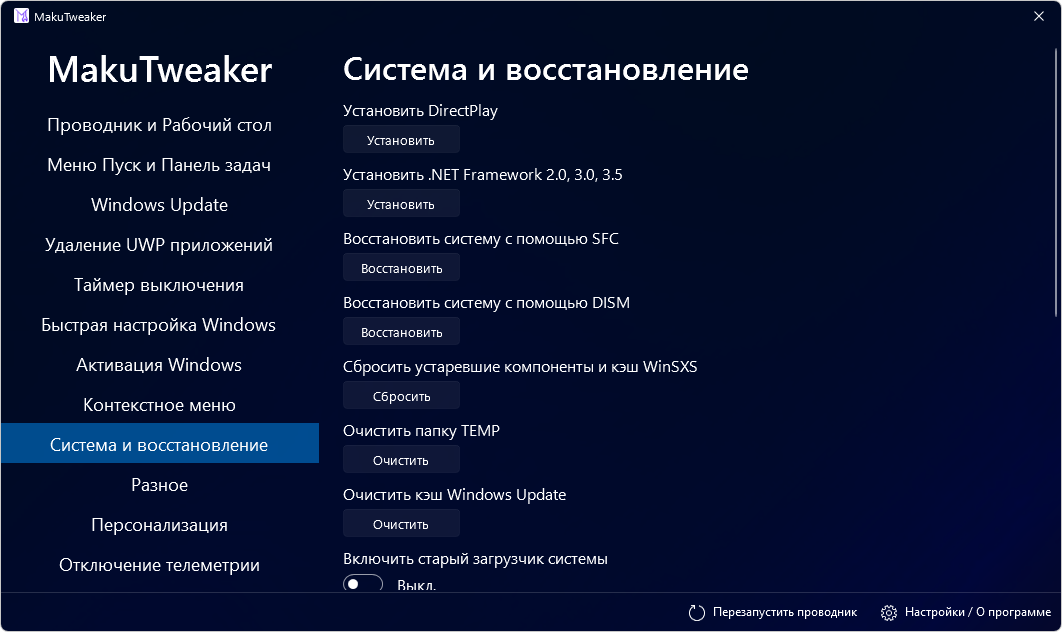 MakuTweaker
MakuTweaker
Проводник и Рабочий стол
Меню Пуск и Панель задач
Windows Update
Удаление UWP приложений
Таймер выключения
Быстрая настройка Windows
Активация Windows
Контекстное меню
Система и восстановление
Разное
Персонализация
Отключение телеметрии
Система и восстановление
Установить DirectPlay
Установить
Установить .NET Framework 2.0, 3.0, 3.5
Установить
Восстановить систему с помощью SFC
Восстановить
Восстановить систему с помощью DISM
Восстановить
Сбросить устаревшие компоненты и кэш WinSXS
Сбросить
Очистить папку TEMP
Очистить
Очистить кэш Windows Update
Очистить
Включить старый загрузчик системы
Выкл.
Перезапустить проводник
Настройки / О программе